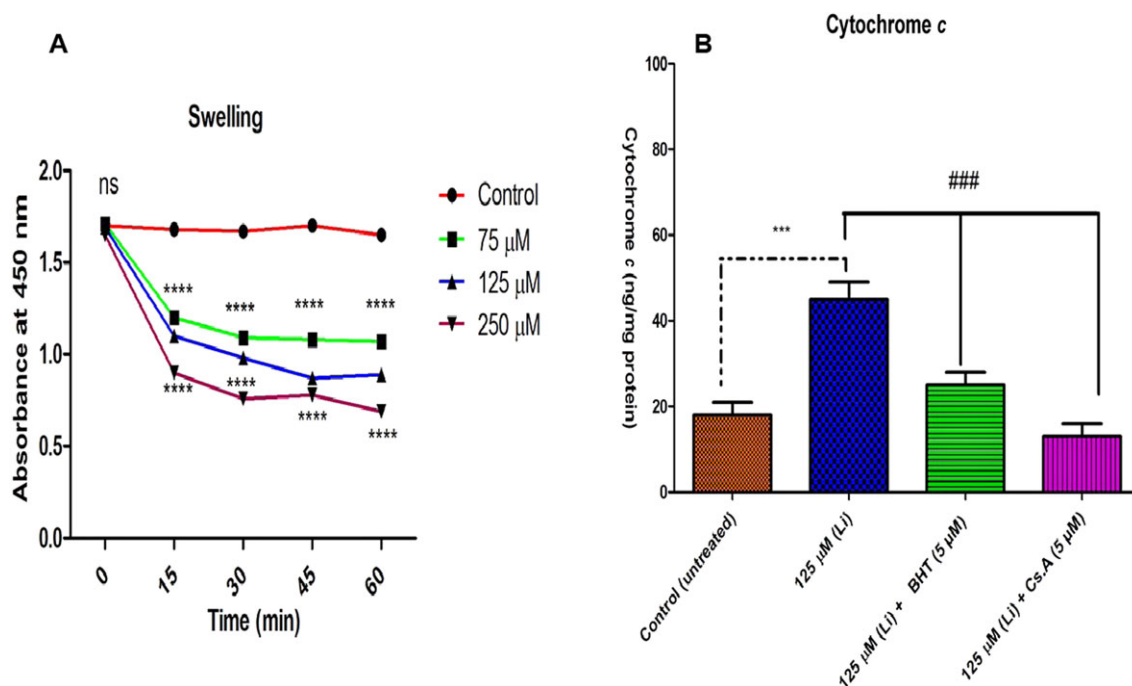 A
Swelling
Absorbance at 450 nm
2.0
1.5
1.0
0.5
0.0
ns
****
****
****
****
****
****
****
****
0
15
30
45
60
Time (min)
Control
75 μM
125 μM
250 μM
B
Cytochrome c
Cytochrome c (ng/mg protein)
100
80
60
40
20
0
***
###
Control (untreated)
125 μM (Li)
125 μM (Li) + BHT (5 μM)
125 μM (Li) + Cs.A (5 μM)